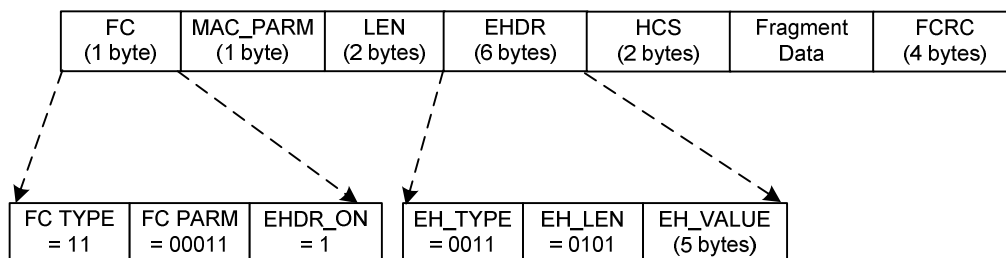 FC MAC_PARM LEN EHDR HCS Fragment FCRC
(1 byte) (1 byte) (2 bytes) (6 bytes) (2 bytes) Data (4 bytes)
FC TYPE FC PARM EHDR_ON EH_TYPE EH_LEN EH_VALUE
= 11 = 00011 = 1 = 0011 = 0101 (5 bytes)